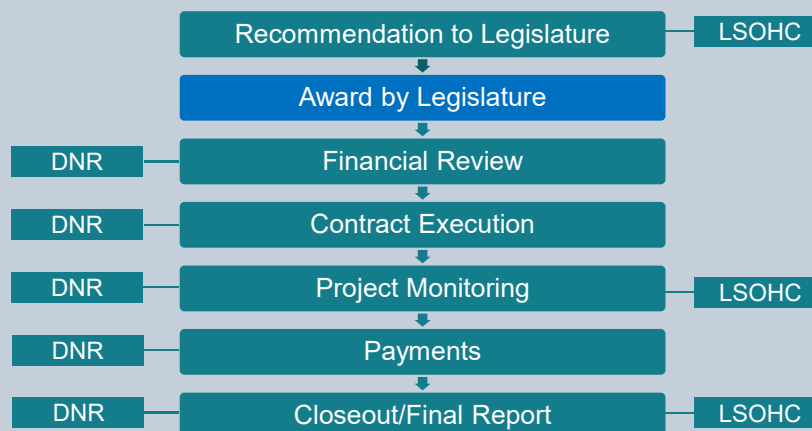 Recommendation to Legislature
LSOHC
Award by Legislature
DNR
Financial Review
DNR
Contract Execution
DNR
Project Monitoring
LSOHC
DNR
Payments
DNR
Closeout/Final Report
LSOHC